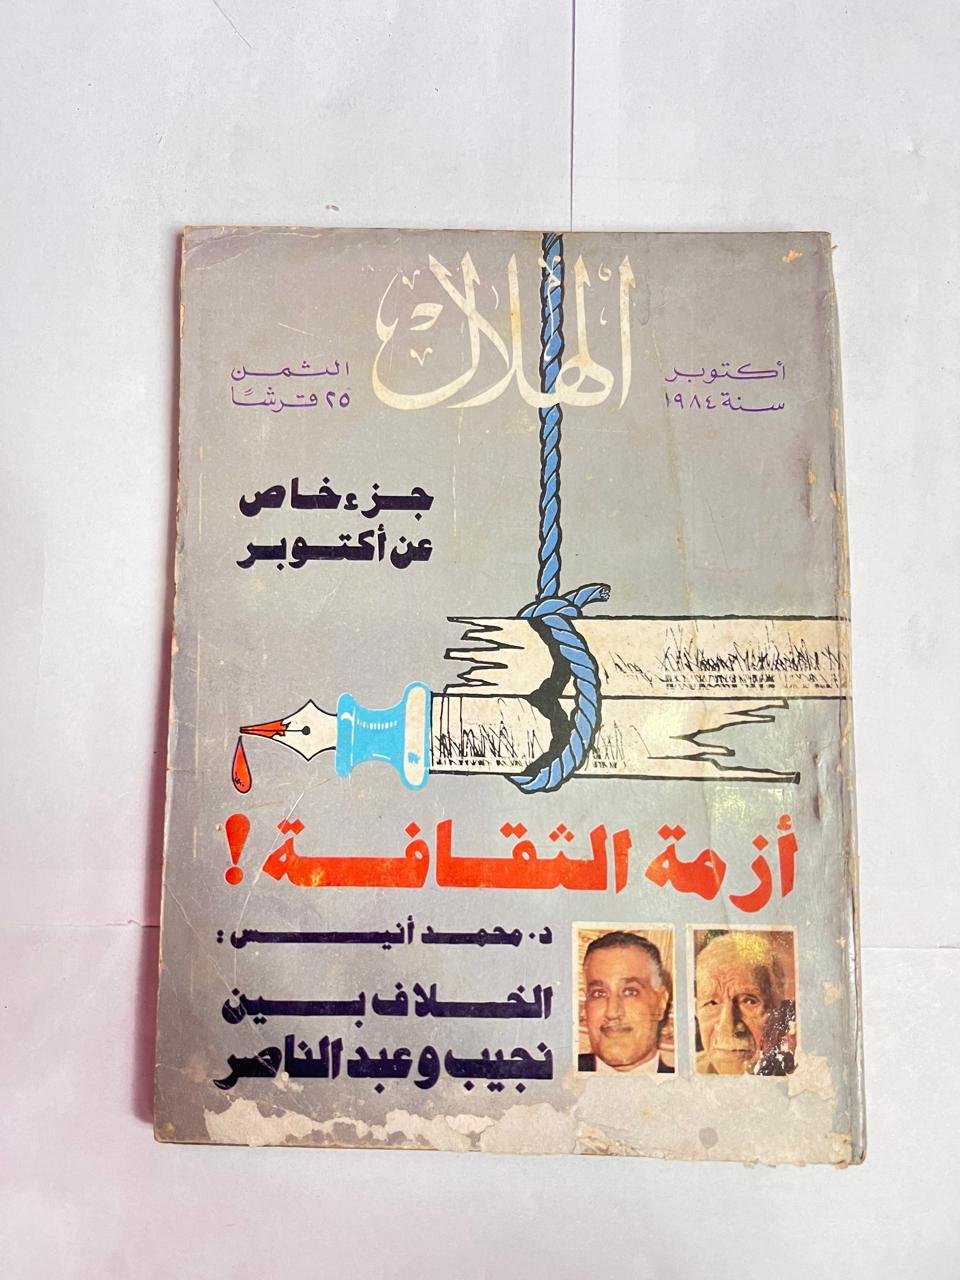 الهلال
أكتوبر
سنة ١٩٨٤
الثمن
٢٥ قرشًا
جزء خاص
عن أكتوبر
أزمة الثقافة !
د. محمد أنيس :
الخلاف بين
نجيب وعبد الناصر